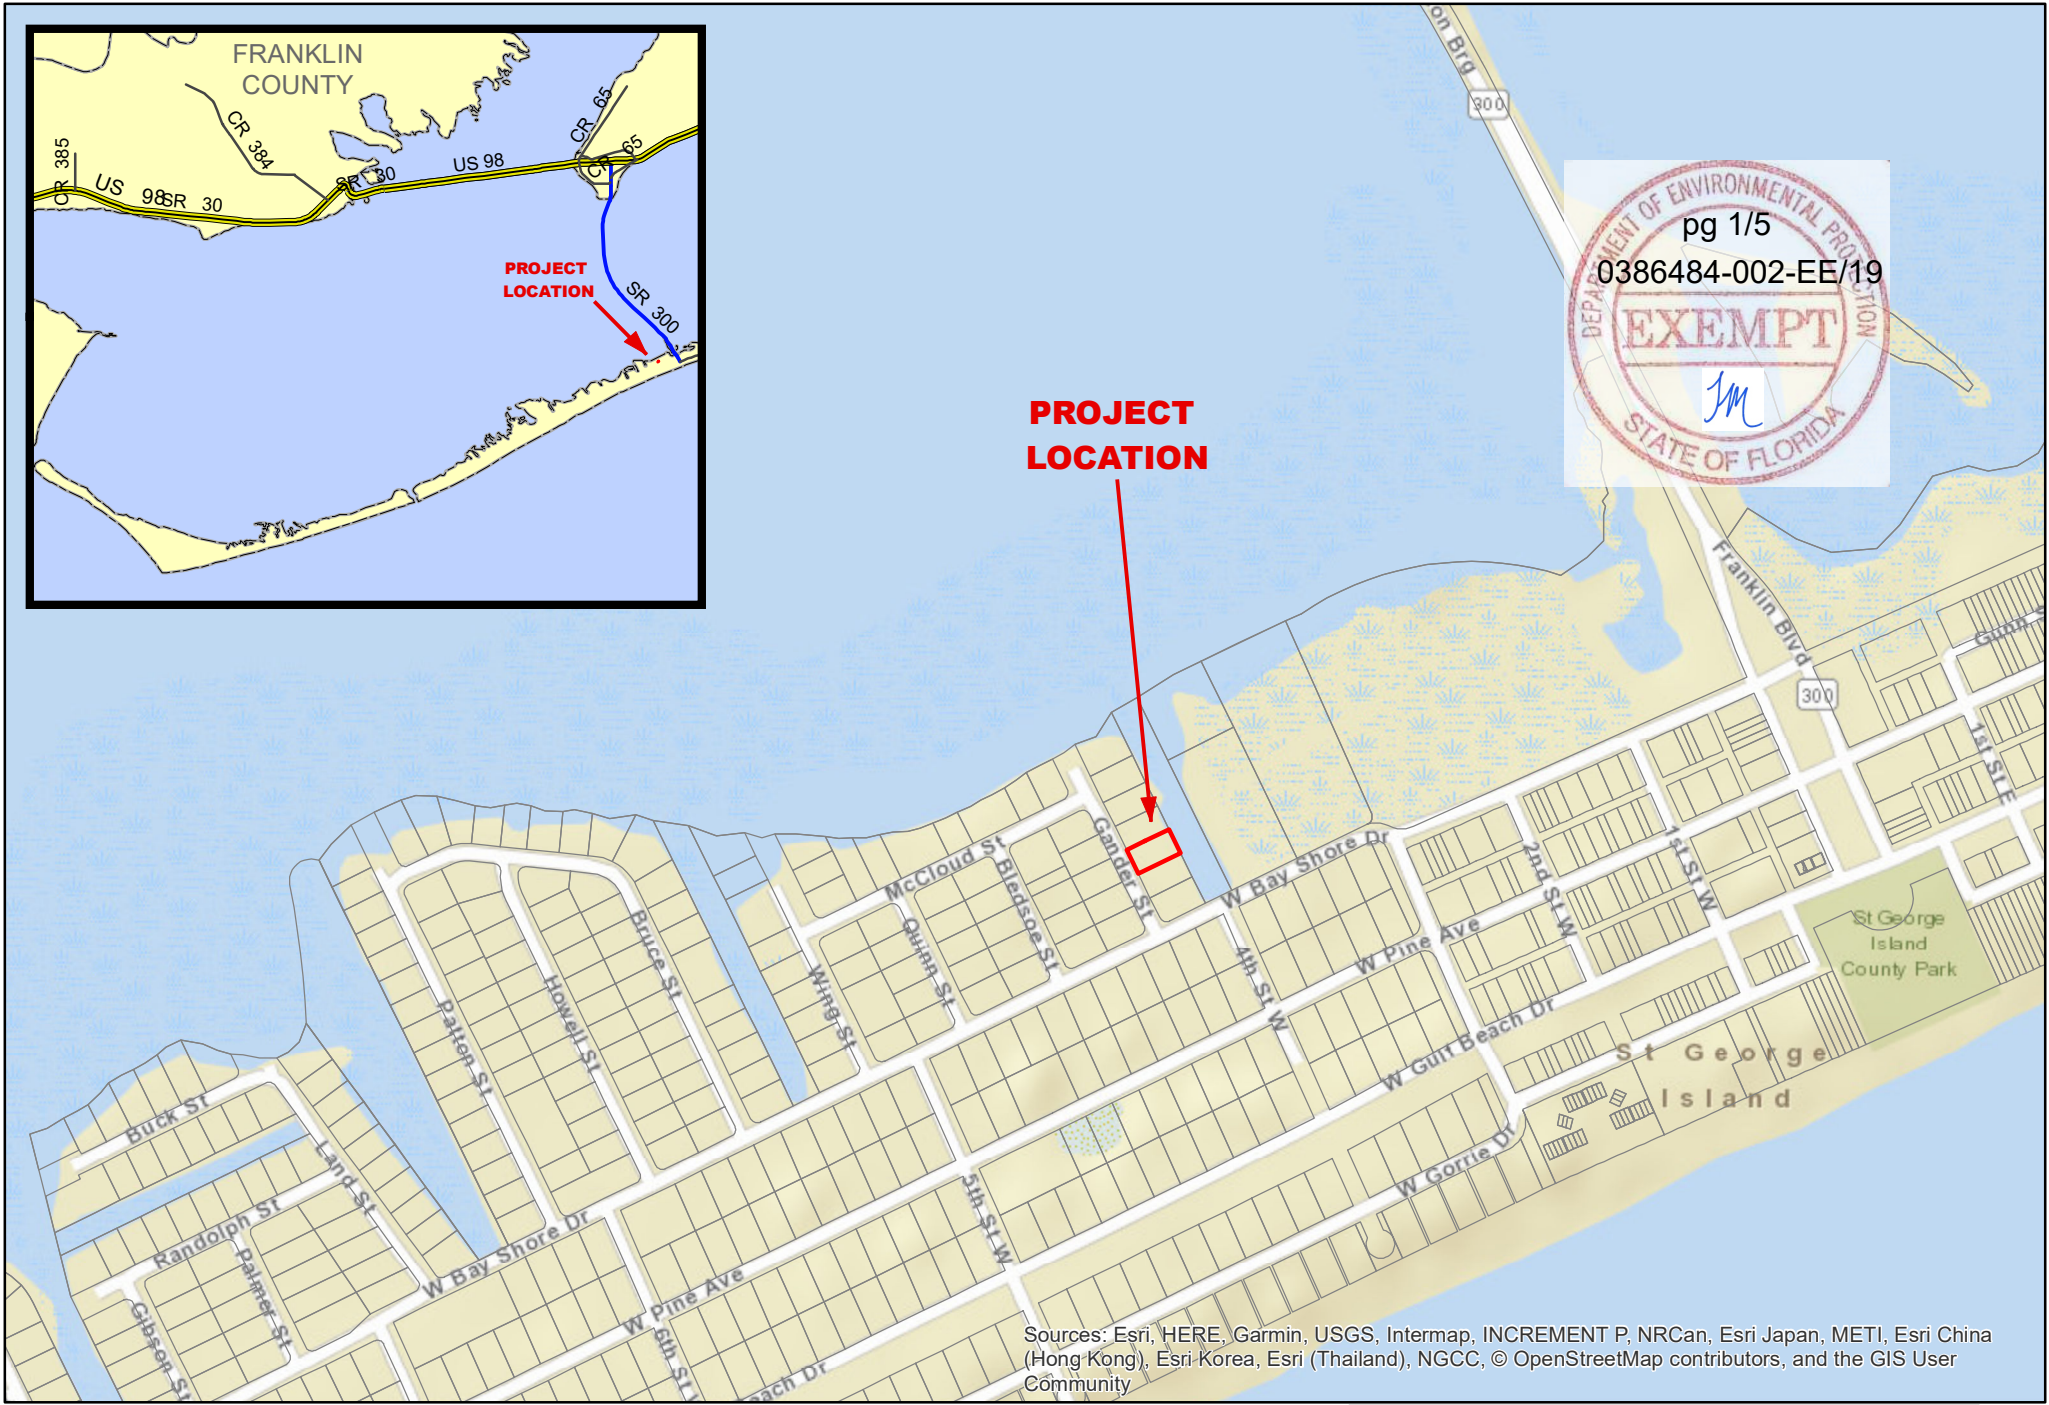 FRANKLIN
COUNTY
CR 385
CR 384
CR 65
CR 65
US 98
SR 30
US 98
SR 30
PROJECT
LOCATION
SR 300
on Brg
300
DEPARTMENT OF ENVIRONMENTAL PROTECTION
pg 1/5
0386484-002-EE/19
EXEMPT
STATE OF FLORIDA
PROJECT
LOCATION
Franklin Blvd
300
Gunn S
1st St E
1st St W
2nd St W
W Bay Shore Dr
Gander St
McCloud St
Bledsoe St
Quinn St
Wing St
Bruce St
Howell St
Patton St
4th St W
W Pine Ave
St George
Island
County Park
W Gulf Beach Dr
St George
Island
W Gorrie Dr
Buck St
Land St
Randolph St
Palmer St
Gibson St
W Bay Shore Dr
W Pine Ave
5th St W
6th St W
each Dr
Sources: Esri, HERE, Garmin, USGS, Intermap, INCREMENT P, NRCan, Esri Japan, METI, Esri China
(Hong Kong), Esri Korea, Esri (Thailand), NGCC, © OpenStreetMap contributors, and the GIS User
Community